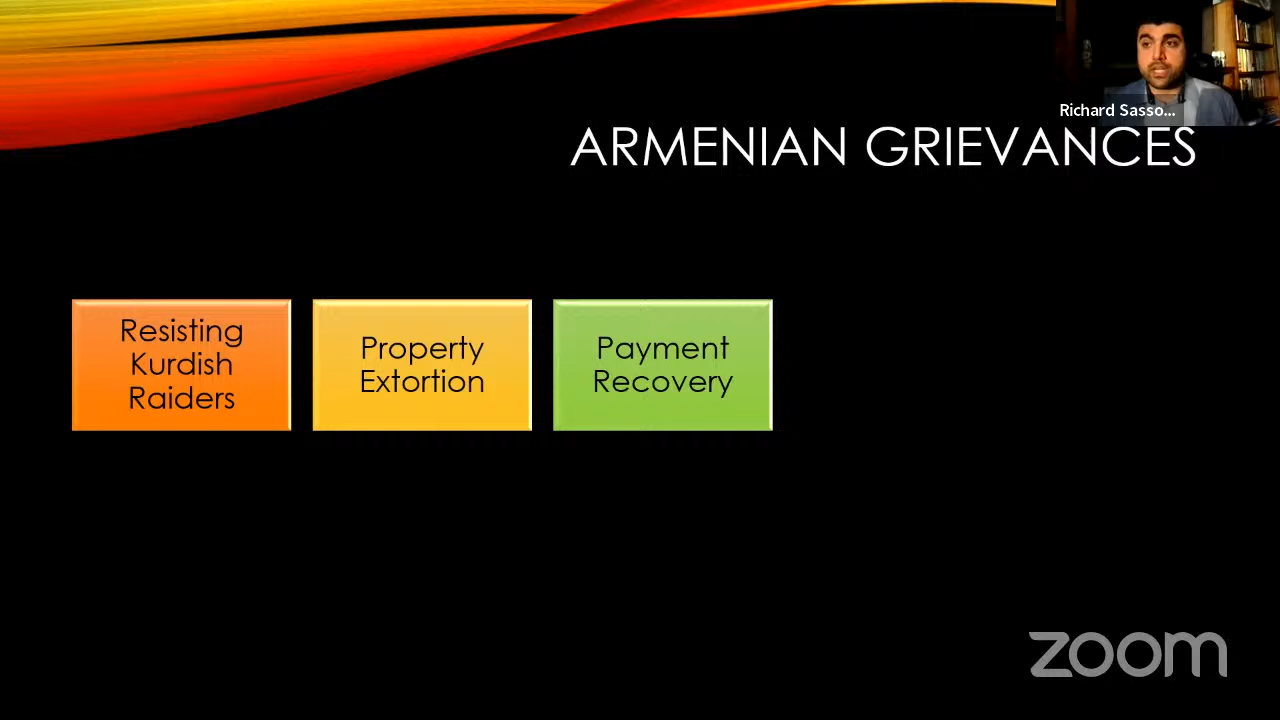 Richard Sasso...
ARMENIAN GRIEVANCES
Resisting
Kurdish
Raiders
Property
Extortion
Payment
Recovery
zoom